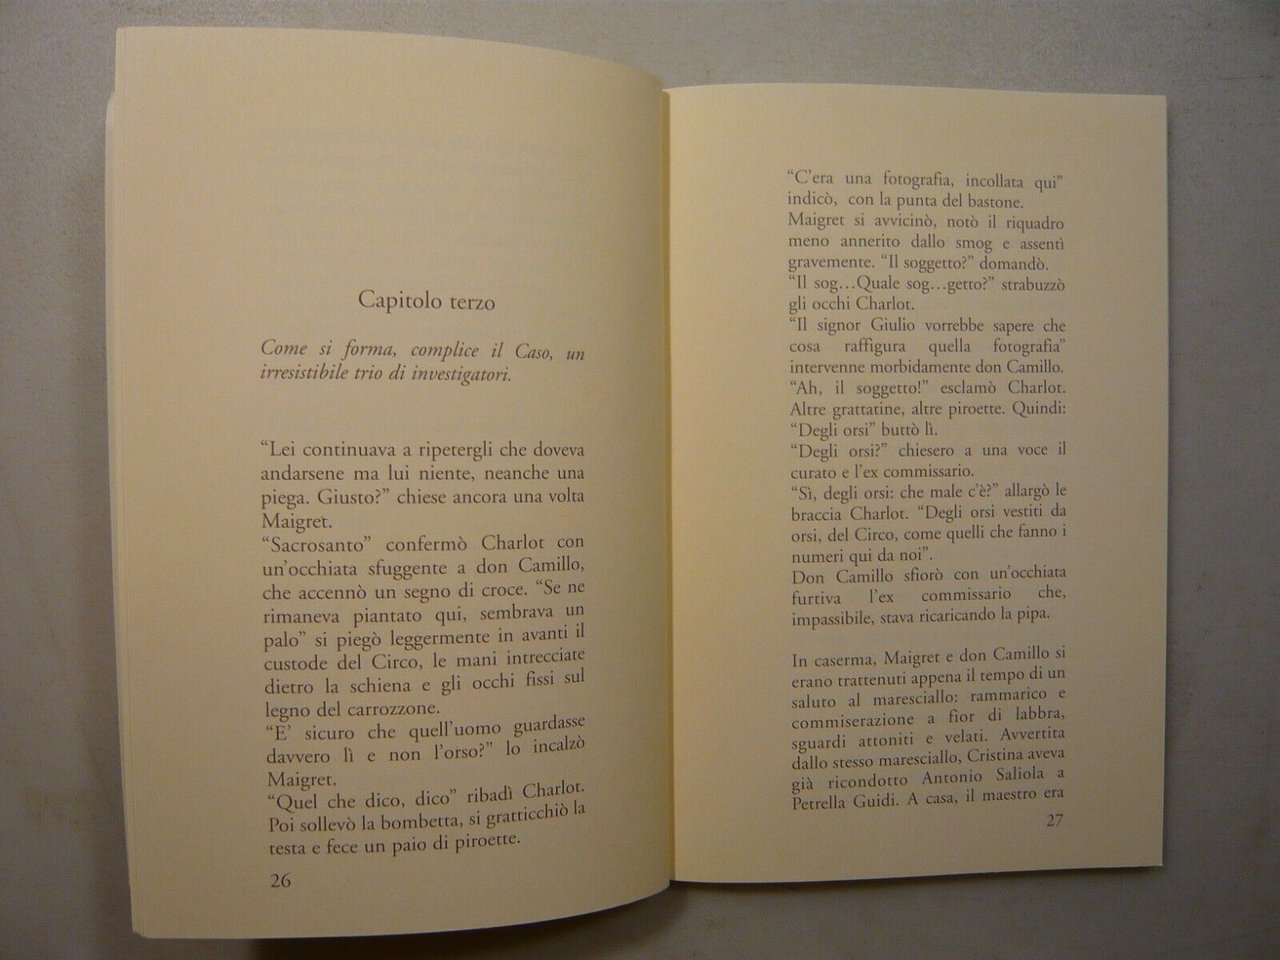 Capitolo terzo
Come si forma, complice il Caso, un
irresistibile trio di investigatori.
“Lei continuava a ripetergli che doveva
andarsene ma lui niente, neanche una
piega. Giusto?” chiese ancora una volta
Maigret.
“Sacrosanto” confermò Charlot con
un’occhiata sfuggente a don Camillo,
che accennò un segno di croce. “Se ne
rimaneva piantato qui, sembrava un
palo” si piegò leggermente in avanti il
custode del Circo, le mani intrecciate
dietro la schiena e gli occhi fissi sul
legno del carrozzone.
“E’ sicuro che quell’uomo guardasse
davvero lì e non l’orso?” lo incalzò
Maigret.
“Quel che dico, dico” ribadì Charlot.
Poi sollevò la bombetta, si gratticchiò la
testa e fece un paio di piroette.
26
“C’era una fotografia, incollata qui”
indicò, con la punta del bastone.
Maigret si avvicinò, notò il riquadro
meno annerito dallo smog e assentì
gravemente. “Il soggetto?” domandò.
“Il sog…Quale sog…getto?” strabuzzò
gli occhi Charlot.
“Il signor Giulio vorrebbe sapere che
cosa raffigura quella fotografia”
intervenne morbidamente don Camillo.
“Ah, il soggetto!” esclamò Charlot.
Altre grattatine, altre piroette. Quindi:
“Degli orsi” buttò lì.
“Degli orsi?” chiesero a una voce il
curato e l’ex commissario.
“Sì, degli orsi: che male c’è?” allargò le
braccia Charlot. “Degli orsi vestiti da
orsi, del Circo, come quelli che fanno i
numeri qui da noi”.
Don Camillo sfiorò con un’occhiata
furtiva l’ex commissario che,
impassibile, stava ricaricando la pipa.
In caserma, Maigret e don Camillo si
erano trattenuti appena il tempo di un
saluto al maresciallo: rammarico e
commiserazione a fior di labbra,
sguardi attoniti e velati. Avvertita
dallo stesso maresciallo, Cristina aveva
già ricondotto Antonio Saliola a
Petrella Guidi. A casa, il maestro era
27